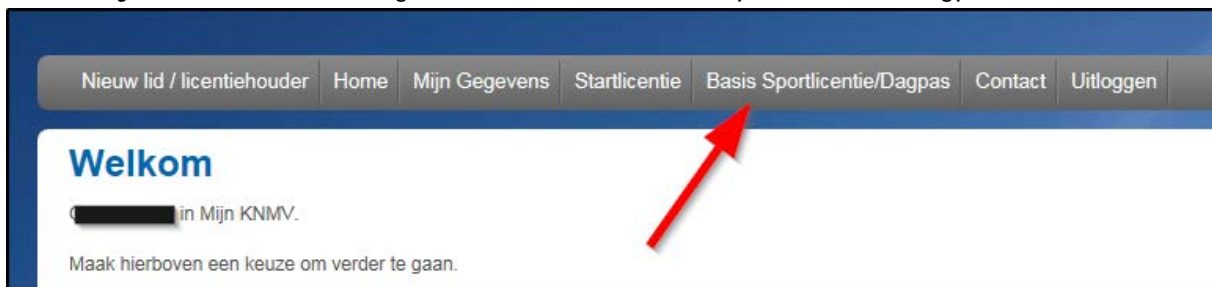 Nieuw lid / licentiehouder Home Mijn Gegevens Startlicentie Basis Sportlicentie/Dagpas Contact Uitloggen
Welkom
in Mijn KNMV.
Maak hierboven een keuze om verder te gaan.